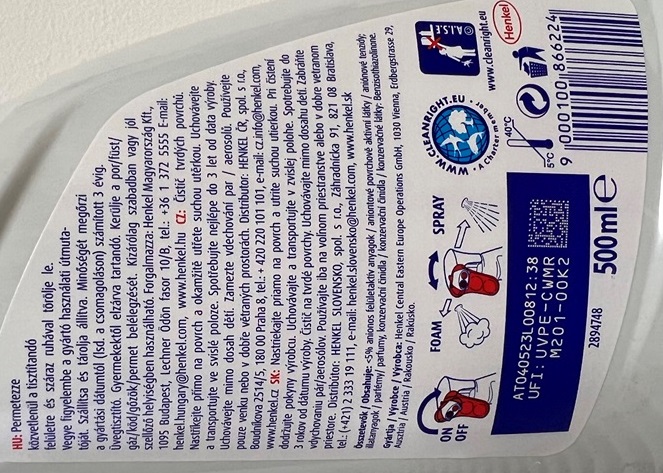 HU: Permetezze
közvetlenül a tisztítandó
felületre és száraz ruhával törölje le.
Vegye figyelembe a gyártó használati útmuta-
tóját. Szállítsa és tárolja állítva. Minőségét megőrzi
a gyártási dátumtól (lsd. a csomagoláson) számított 3 évig.
Üvegtisztító. Gyermekektől elzárva tartandó. Kerülje a por/füst/
gáz/köd/gőzök/permet belélegzését. Kizárólag szabadban vagy jól
szellőző helyiségben használható. Forgalmazza: Henkel Magyarország Kft.,
1095 Budapest, Lechner Ödön fasor 10/B, tel.: +36 1 372 5555 E-mail:
henkel.hungary@henkel.com, www.henkel.hu CZ: Čistič tvrdých povrchů.
Nastříkejte přímo na povrch a okamžitě utřete suchou utěrkou. Uchovávejte
a transportujte ve svislé poloze. Spotřebujte nejlépe do 3 let od data výroby.
Uchovávejte mimo dosah dětí. Zamezte vdechování par / aerosolů. Používejte
pouze venku nebo v dobře větraných prostorách. Distributor: HENKEL ČR, spol. s r.o.,
Boudníkova 2514/5, 180 00 Praha 8, tel.: + 420 220 101 101, e-mail: cz.info@henkel.com,
www.henkel.cz SK: Nastriekajte priamo na povrch a utrite suchou utierkou. Pri čistení
dodržujte pokyny výrobcu. Uchovávajte a transportujte v zvislej polohe. Spotrebujte do
3 rokov od dátumu výroby. Čistič na tvrdé povrchy. Uchovávajte mimo dosahu detí. Zabráňte
vdychovaniu pár/aerosólov. Používajte iba na voľnom priestranstve alebo v dobre vetranom
priestore. Distribútor: HENKEL SLOVENSKO, spol. s r.o., Záhradnícka 91, 821 08 Bratislava,
tel.: (+421) 2 333 19 111, e-mail: henkel.slovensko@henkel.com, www.henkel.sk
Összetevők / Obsahuje: <5% anionos felületaktív anyagok / aniontové povrchově aktivní látky / aniónové tenzidy;
illatanyagok / parfémy parfumy, konzervačné činidlá / konzervační činidla / konzervačné látky: Benzisothiazolinone.
Gyártja / Výrobce / Výrobca: Henkel Central Eastern Europe Operations GmbH, 1030 Vienna, Erdbergstrasse 29,
Ausztria / Austria / Rakousko / Rakúsko.
ON
OFF
FOAM
SPRAY
WWW.CLEANRIGHT.EU
A Charter member
© A.I.S.E.
www.cleanright.eu
Henkel
5°C
40°C
9 000100 866224
AT040523L00812:38
UFI: UVPE-CWMR
M201-00K2
2894748
500 ml e